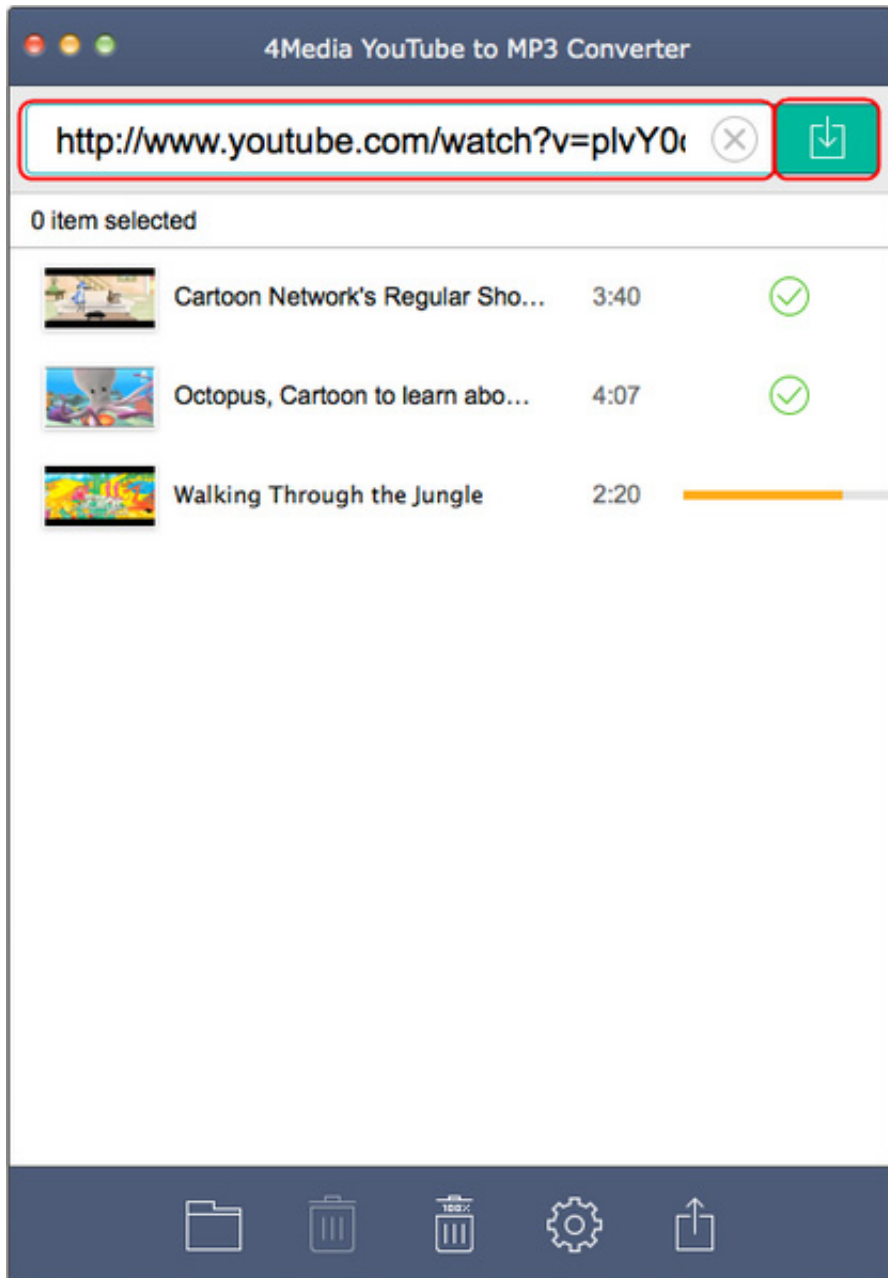 4Media YouTube to MP3 Converter
http://www.youtube.com/watch?v=plvY0
0 item selected
Cartoon Network's Regular Sho... 3:40
Octopus, Cartoon to learn abo... 4:07
Walking Through the Jungle 2:20
100%